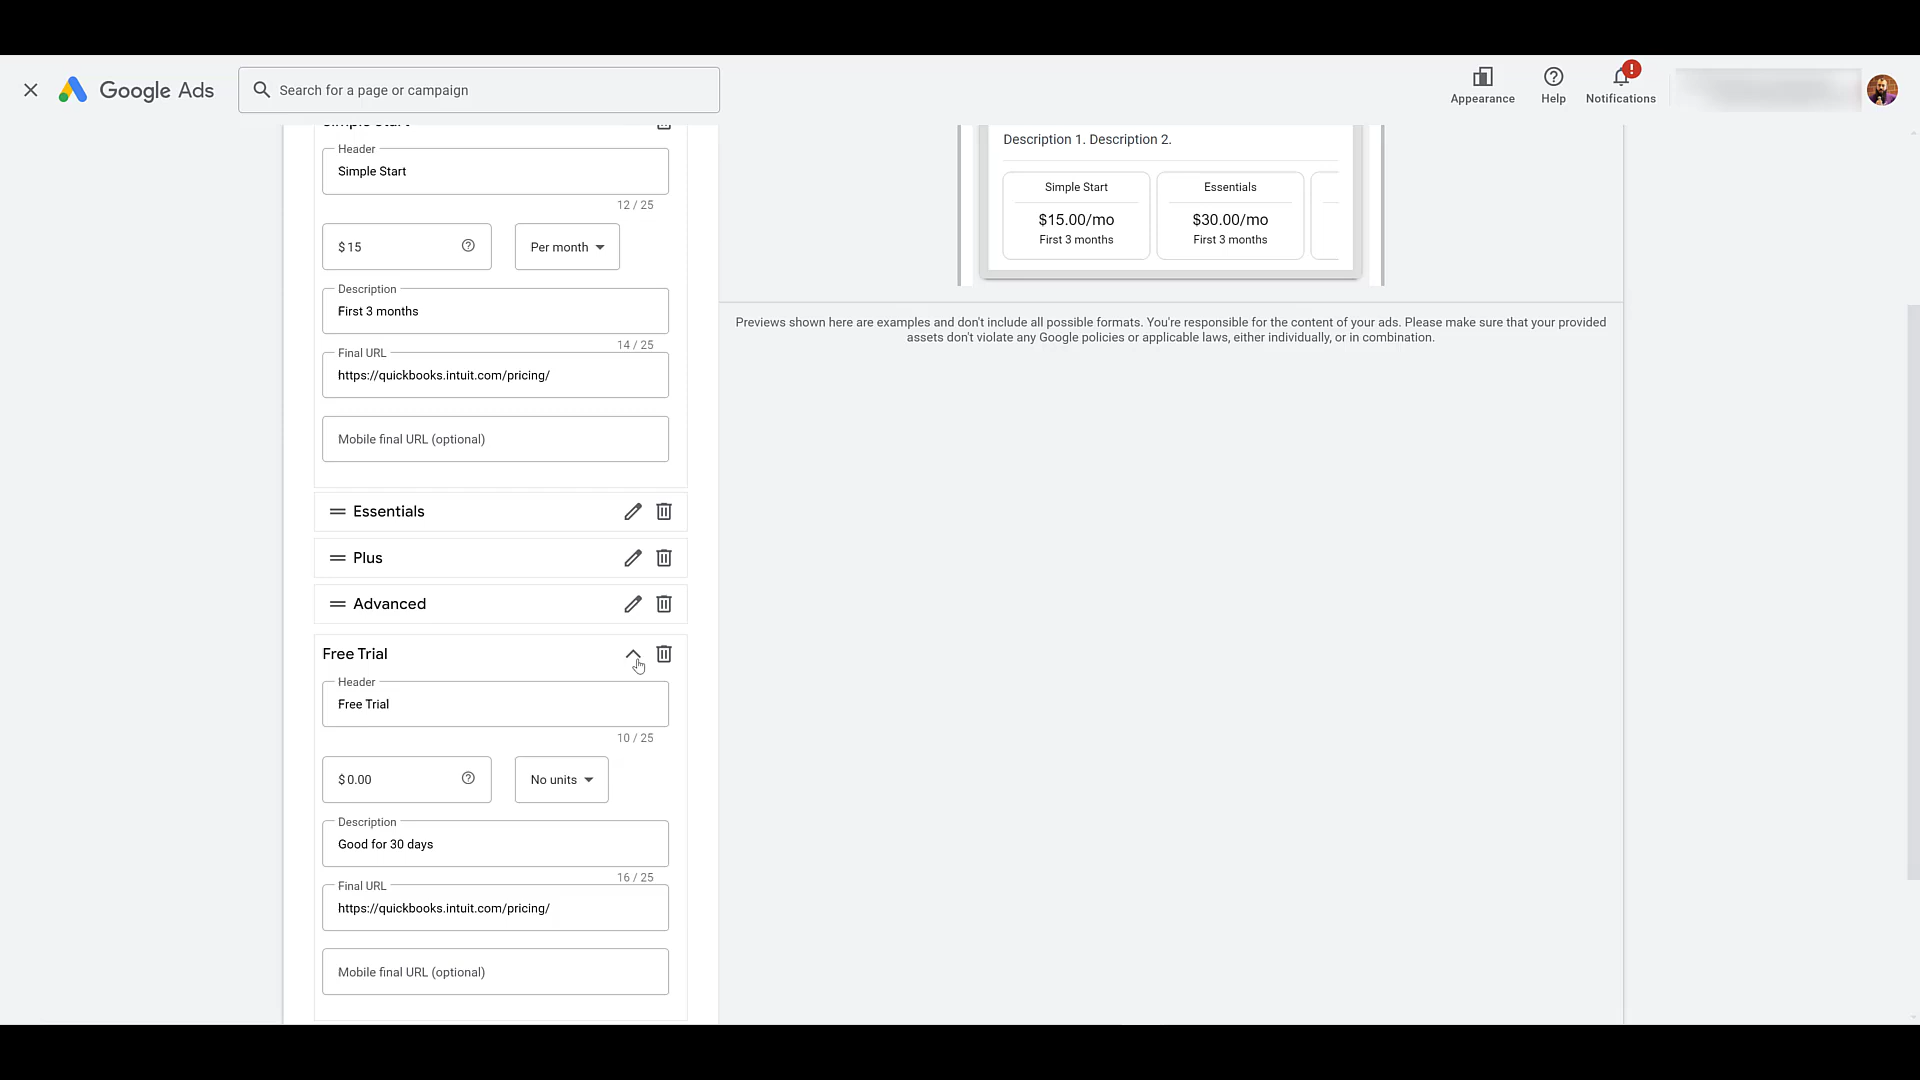 Google Ads
Search for a page or campaign
Appearance
Help
!
Notifications
Simple Start
Header
Simple Start
12 / 25
$ 15
Per month
Description
First 3 months
14 / 25
Final URL
https://quickbooks.intuit.com/pricing/
Mobile final URL (optional)
Essentials
Plus
Advanced
Free Trial
Header
Free Trial
10 / 25
$ 0.00
No units
Description
Good for 30 days
16 / 25
Final URL
https://quickbooks.intuit.com/pricing/
Mobile final URL (optional)
Description 1. Description 2.
Simple Start
$15.00/mo
First 3 months
Essentials
$30.00/mo
First 3 months
Previews shown here are examples and don't include all possible formats. You're responsible for the content of your ads. Please make sure that your provided
assets don't violate any Google policies or applicable laws, either individually, or in combination.